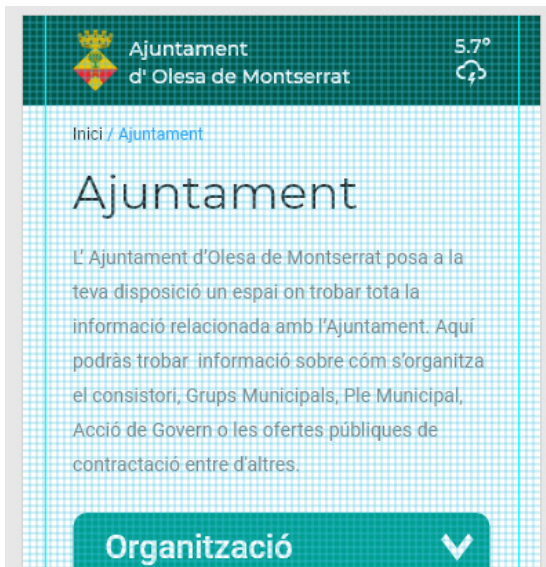 Ajuntament
d' Olesa de Montserrat
5.7º
Inici / Ajuntament
Ajuntament
L' Ajuntament d'Olesa de Montserrat posa a la
teva disposició un espai on trobar tota la
informació relacionada amb l'Ajuntament. Aquí
podràs trobar  informació sobre cóm s'organitza
el consistori, Grups Municipals, Ple Municipal,
Acció de Govern o les ofertes públiques de
contractació entre d'altres.
Organització